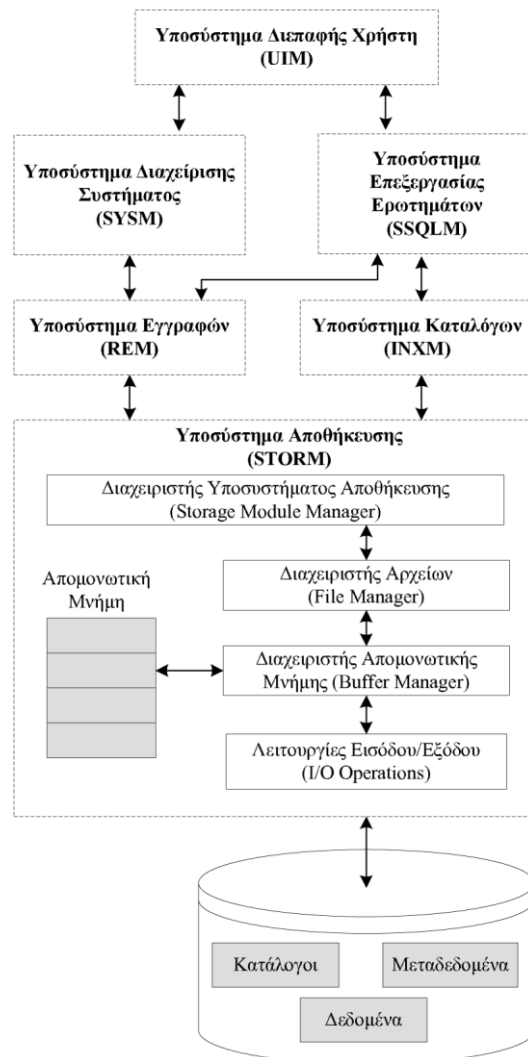 Υποσύστημα Διεπαφής Χρήστη
(UIM)
Υποσύστημα Διαχείρισης
Συστήματος
(SYSM)
Υποσύστημα
Επεξεργασίας
Ερωτημάτων
(SSQLM)
Υποσύστημα Εγγραφών
(REM)
Υποσύστημα Καταλόγων
(INXM)
Υποσύστημα Αποθήκευσης
(STORM)
Διαχειριστής Υποσυστήματος Αποθήκευσης
(Storage Module Manager)
Απομονωτική
Μνήμη
Διαχειριστής Αρχείων
(File Manager)
Διαχειριστής Απομονωτικής
Μνήμης (Buffer Manager)
Λειτουργίες Εισόδου/Εξόδου
(I/O Operations)
Κατάλογοι
Μεταδεδομένα
Δεδομένα